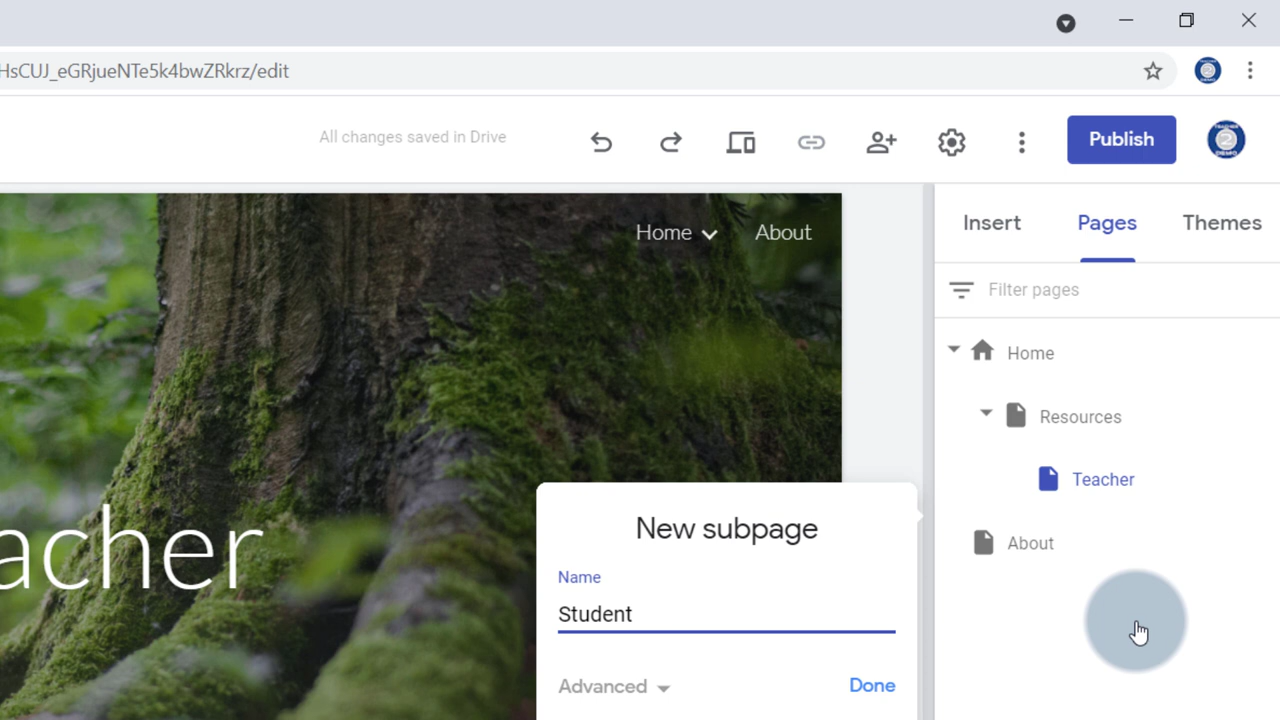 HsCUJ_eGRjueNTe5k4bwZRkrz/edit
All changes saved in Drive
Publish
Insert Pages Themes
Home About
Filter pages
Home
Resources
Teacher
About
acher
New subpage
Name
Student
Advanced Done